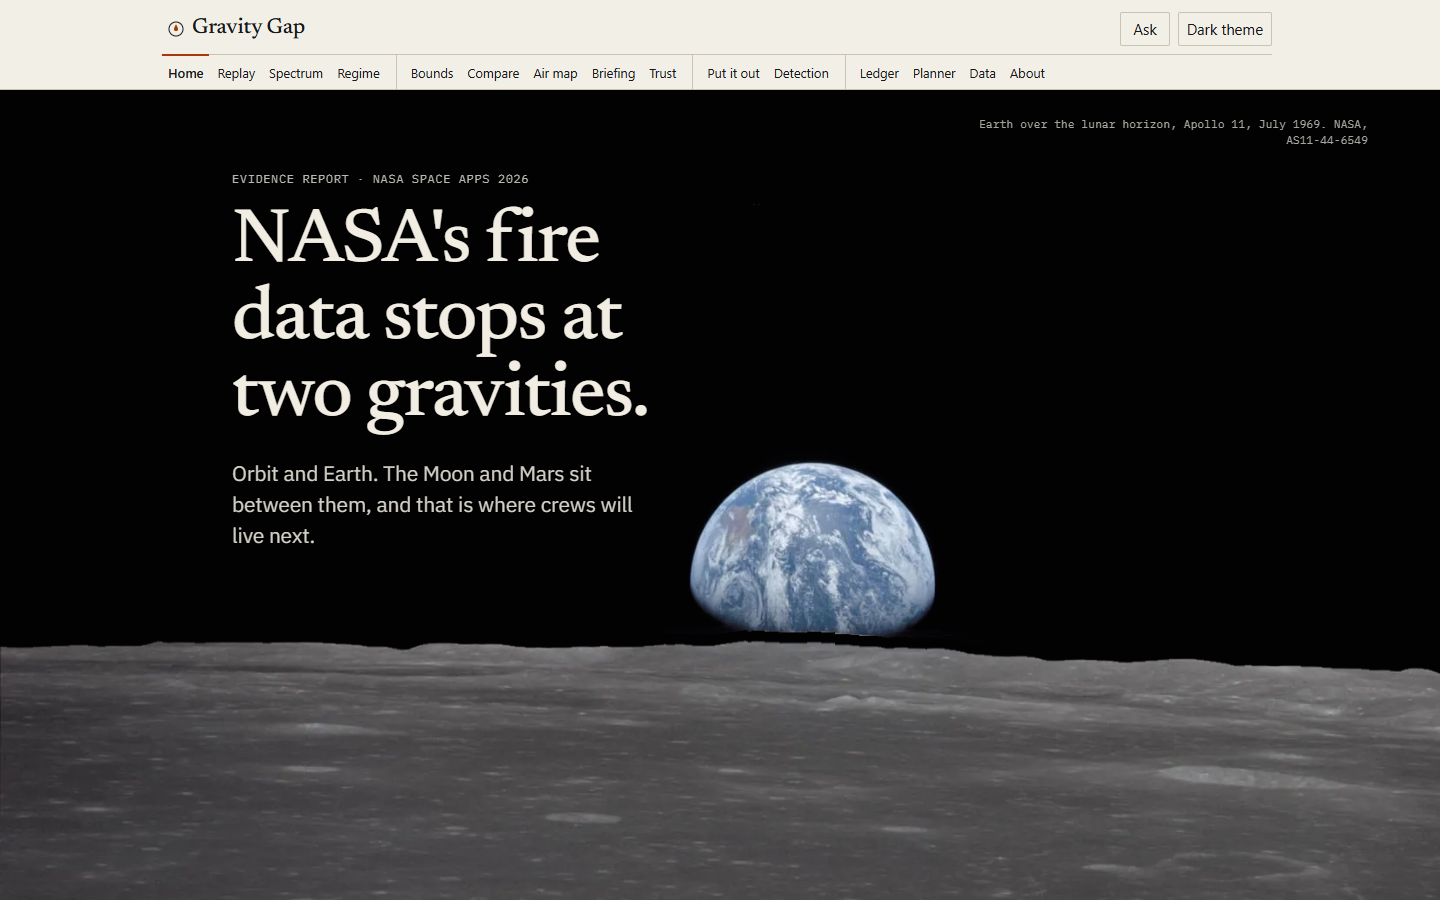 Gravity Gap
Ask
Dark theme
Home
Replay
Spectrum
Regime
Bounds
Compare
Air map
Briefing
Trust
Put it out
Detection
Ledger
Planner
Data
About
Earth over the lunar horizon, Apollo 11, July 1969. NASA,
AS11-44-6549
EVIDENCE REPORT · NASA SPACE APPS 2026
NASA's fire
data stops at
two gravities.
Orbit and Earth. The Moon and Mars sit
between them, and that is where crews will
live next.